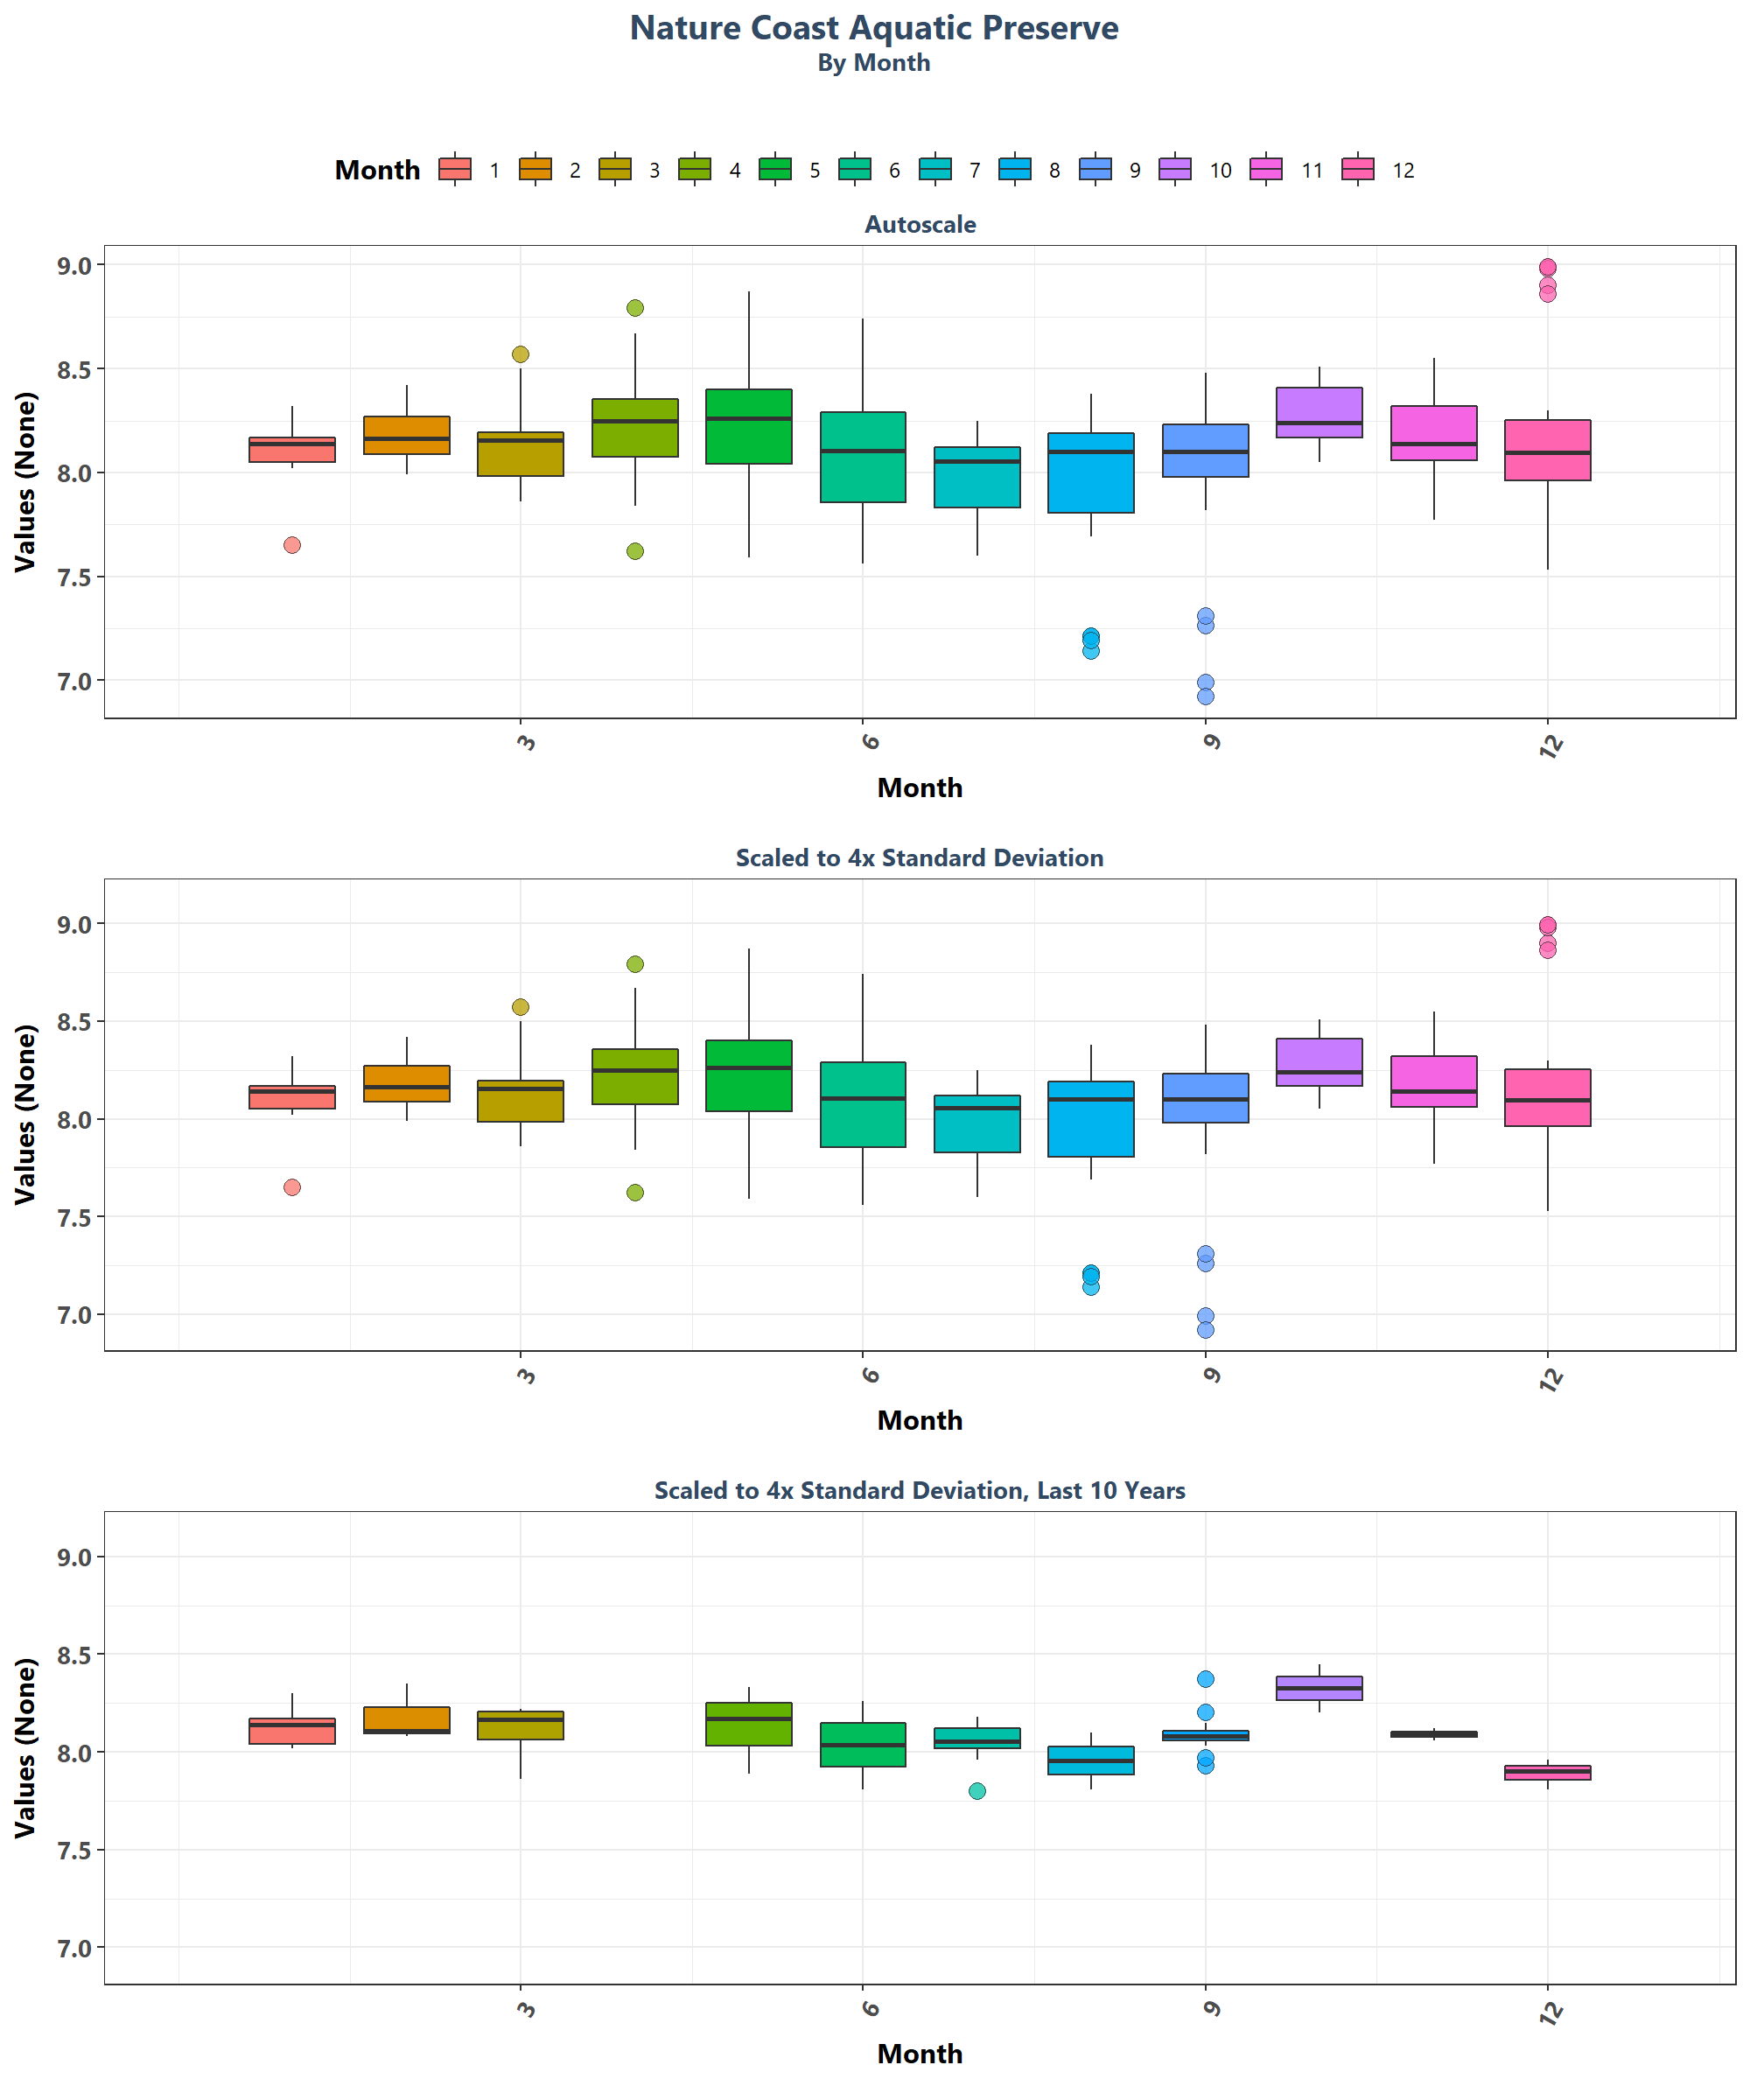 Nature Coast Aquatic Preserve
By Month
Month 1 2 3 4 5 6 7 8 9 10 11 12
Autoscale
Values (None)
9.0
8.5
8.0
7.5
7.0
3 6 9 12
Month
Scaled to 4x Standard Deviation
Values (None)
9.0
8.5
8.0
7.5
7.0
3 6 9 12
Month
Scaled to 4x Standard Deviation, Last 10 Years
Values (None)
9.0
8.5
8.0
7.5
7.0
3 6 9 12
Month